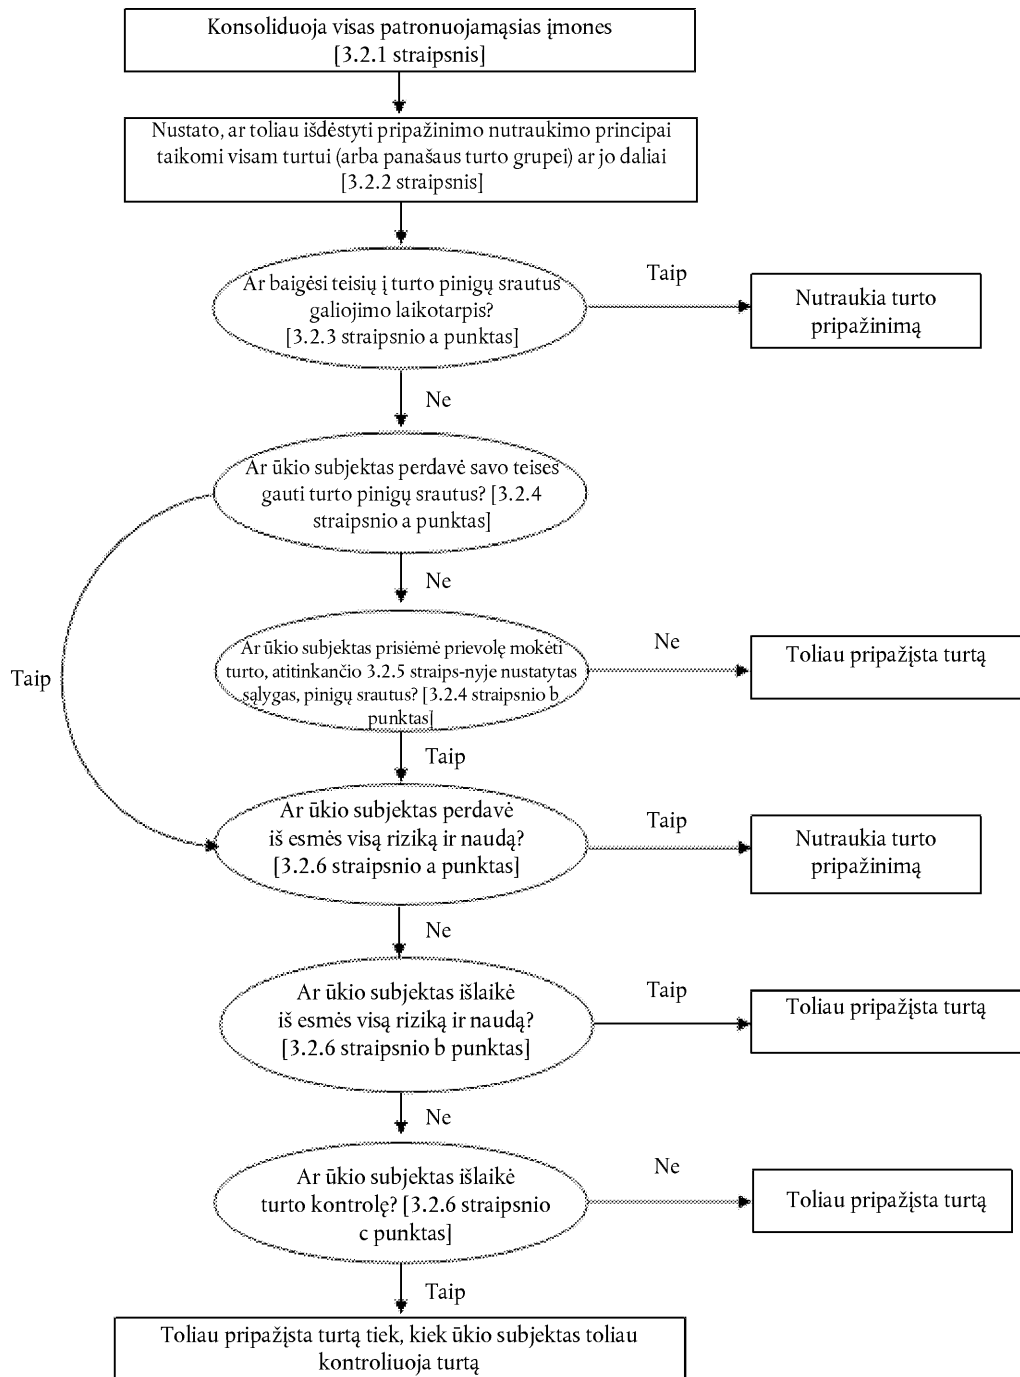 Konsoliduoja visas patronuojamąsias įmones
[3.2.1 straipsnis]
Nustato, ar toliau išdėstyti pripažinimo nutraukimo principai
taikomi visam turtui (arba panašaus turto grupei) ar jo daliai
[3.2.2 straipsnis]
Ar baigėsi teisių į turto pinigų srautus
galiojimo laikotarpis?
[3.2.3 straipsnio a punktas]
Taip
Nutraukia turto
pripažinimą
Ne
Ar ūkio subjektas perdavė savo teises
gauti turto pinigų srautus? [3.2.4
straipsnio a punktas]
Ne
Taip
Ar ūkio subjektas prisiėmė prievolę mokėti
turto, atitinkančio 3.2.5 straips-nyje nustatytas
sąlygas, pinigų srautus? [3.2.4 straipsnio b
punktas]
Ne
Toliau pripažįsta turtą
Taip
Ar ūkio subjektas perdavė
iš esmės visą riziką ir naudą?
[3.2.6 straipsnio a punktas]
Taip
Nutraukia turto
pripažinimą
Ne
Ar ūkio subjektas išlaikė
iš esmės visą riziką ir naudą?
[3.2.6 straipsnio b punktas]
Taip
Toliau pripažįsta turtą
Ne
Ar ūkio subjektas išlaikė
turto kontrolę? [3.2.6 straipsnio
c punktas]
Ne
Toliau pripažįsta turtą
Taip
Toliau pripažįsta turtą tiek, kiek ūkio subjektas toliau
kontroliuoja turtą